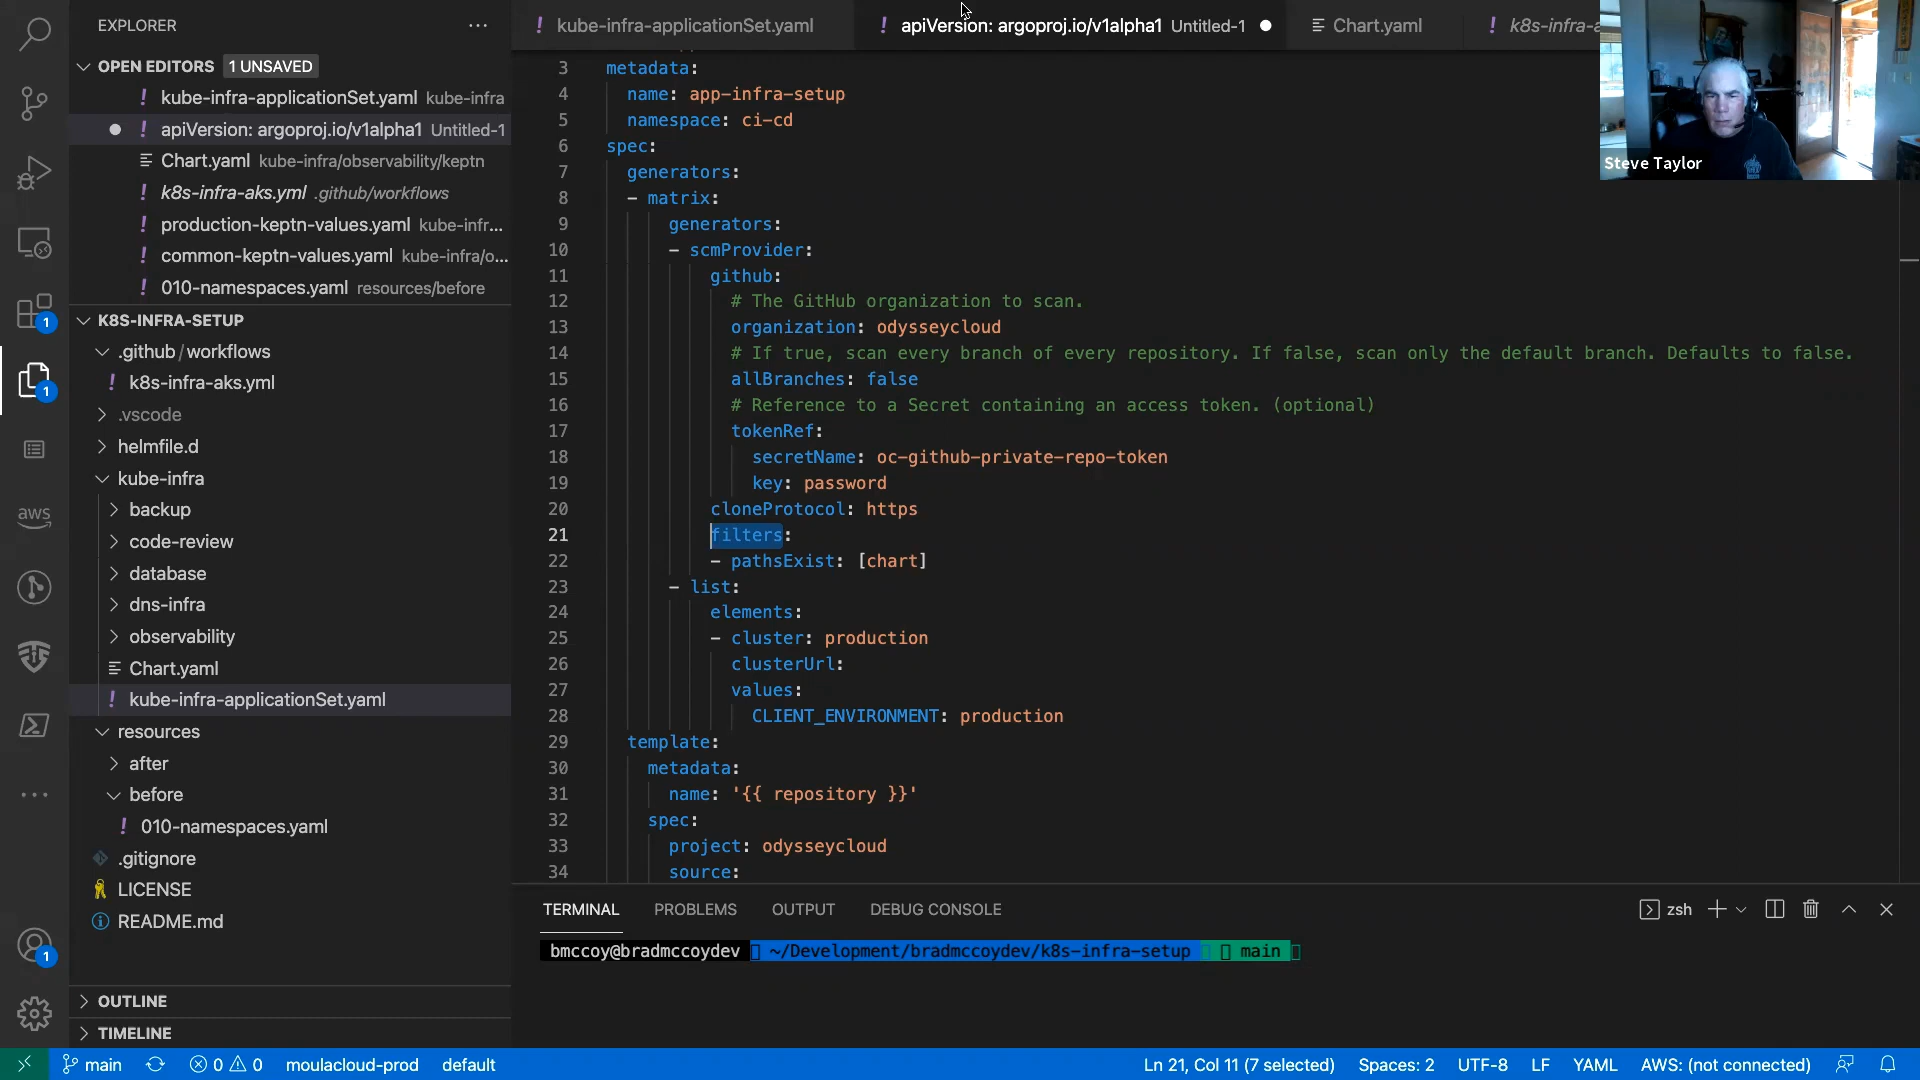 EXPLORER
OPEN EDITORS 1 UNSAVED
kube-infra-applicationSet.yaml kube-infra
apiVersion: argoproj.io/v1alpha1 Untitled-1
Chart.yaml kube-infra/observability/keptn
k8s-infra-aks.yml .github/workflows
production-keptn-values.yaml kube-infr...
common-keptn-values.yaml kube-infra/o...
010-namespaces.yaml resources/before
K8S-INFRA-SETUP
.github/workflows
k8s-infra-aks.yml
.vscode
helmfile.d
kube-infra
backup
code-review
database
dns-infra
observability
Chart.yaml
kube-infra-applicationSet.yaml
resources
after
before
010-namespaces.yaml
.gitignore
LICENSE
README.md
OUTLINE
TIMELINE
1
1
aws
1
kube-infra-applicationSet.yaml
apiVersion: argoproj.io/v1alpha1 Untitled-1
Chart.yaml
k8s-infra-a
Steve Taylor
3 metadata:
4 name: app-infra-setup
5 namespace: ci-cd
6 spec:
7 generators:
8 - matrix:
9 generators:
10 - scmProvider:
11 github:
12 # The GitHub organization to scan.
13 organization: odysseycloud
14 # If true, scan every branch of every repository. If false, scan only the default branch. Defaults to false.
15 allBranches: false
16 # Reference to a Secret containing an access token. (optional)
17 tokenRef:
18 secretName: oc-github-private-repo-token
19 key: password
20 cloneProtocol: https
21 filters:
22 - pathsExist: [chart]
23 - list:
24 elements:
25 - cluster: production
26 clusterUrl:
27 values:
28 CLIENT_ENVIRONMENT: production
29 template:
30 metadata:
31 name: '{{ repository }}'
32 spec:
33 project: odysseycloud
34 source:
TERMINAL PROBLEMS OUTPUT DEBUG CONSOLE
zsh
bmccoy@bradmccoydev ~/Development/bradmccoydev/k8s-infra-setup main
main 0 0 moulacloud-prod default
Ln 21, Col 11 (7 selected) Spaces: 2 UTF-8 LF YAML AWS: (not connected)